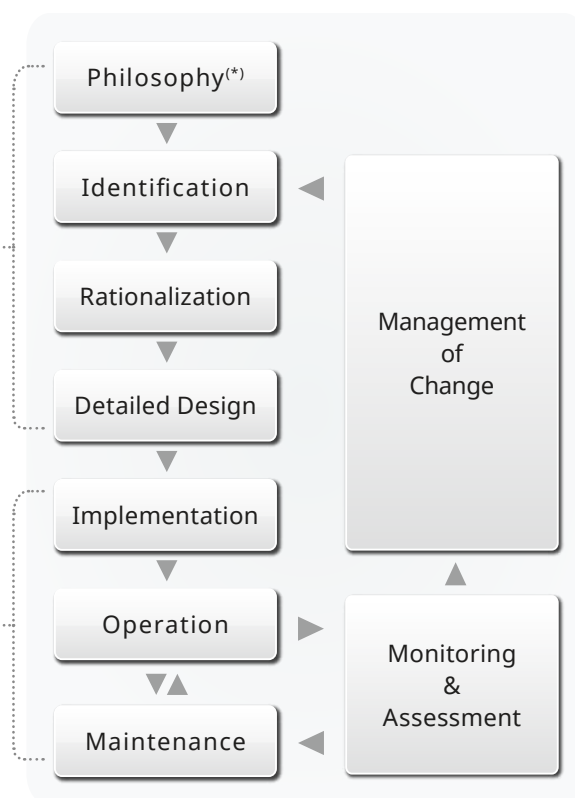 Philosophy(*)
Identification
Rationalization
Detailed Design
Implementation
Operation
Maintenance
Management
of
Change
Monitoring
&
Assessment